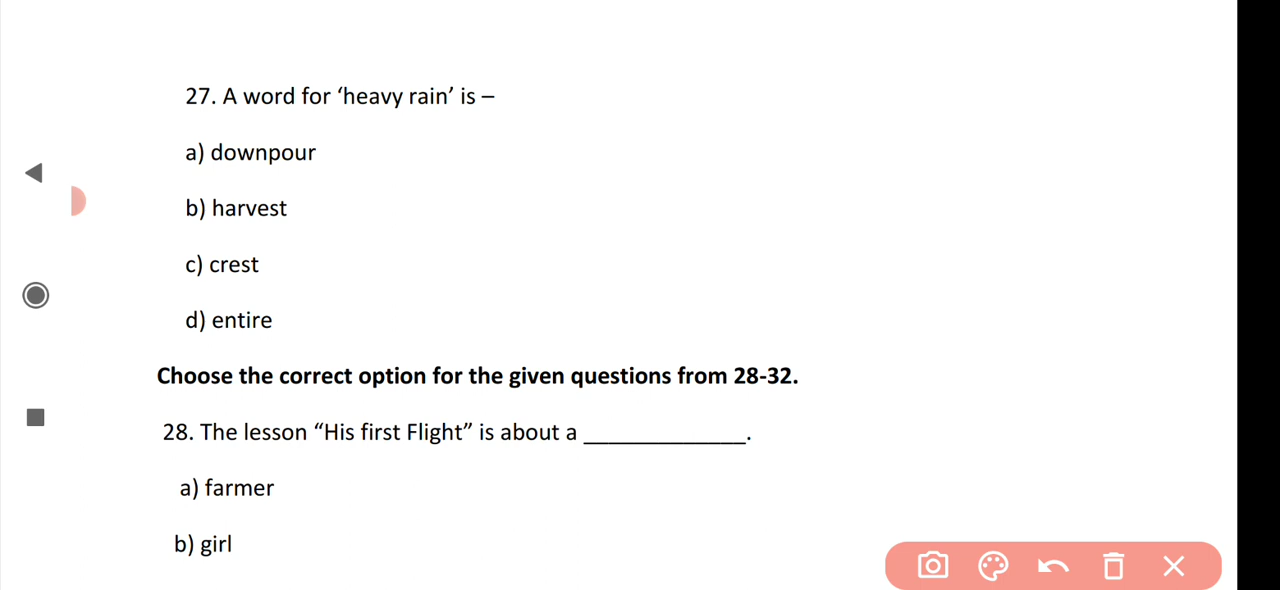 27. A word for ‘heavy rain’ is –
a) downpour
b) harvest
c) crest
d) entire
Choose the correct option for the given questions from 28-32.
28. The lesson “His first Flight” is about a _____________.
a) farmer
b) girl